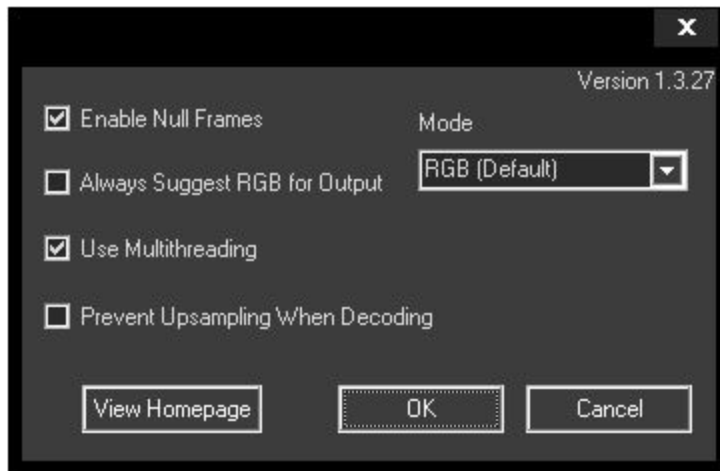 Version 1.3.27
Enable Null Frames
Mode
Always Suggest RGB for Output
RGB (Default)
Use Multithreading
Prevent Upsampling When Decoding
View Homepage
OK
Cancel